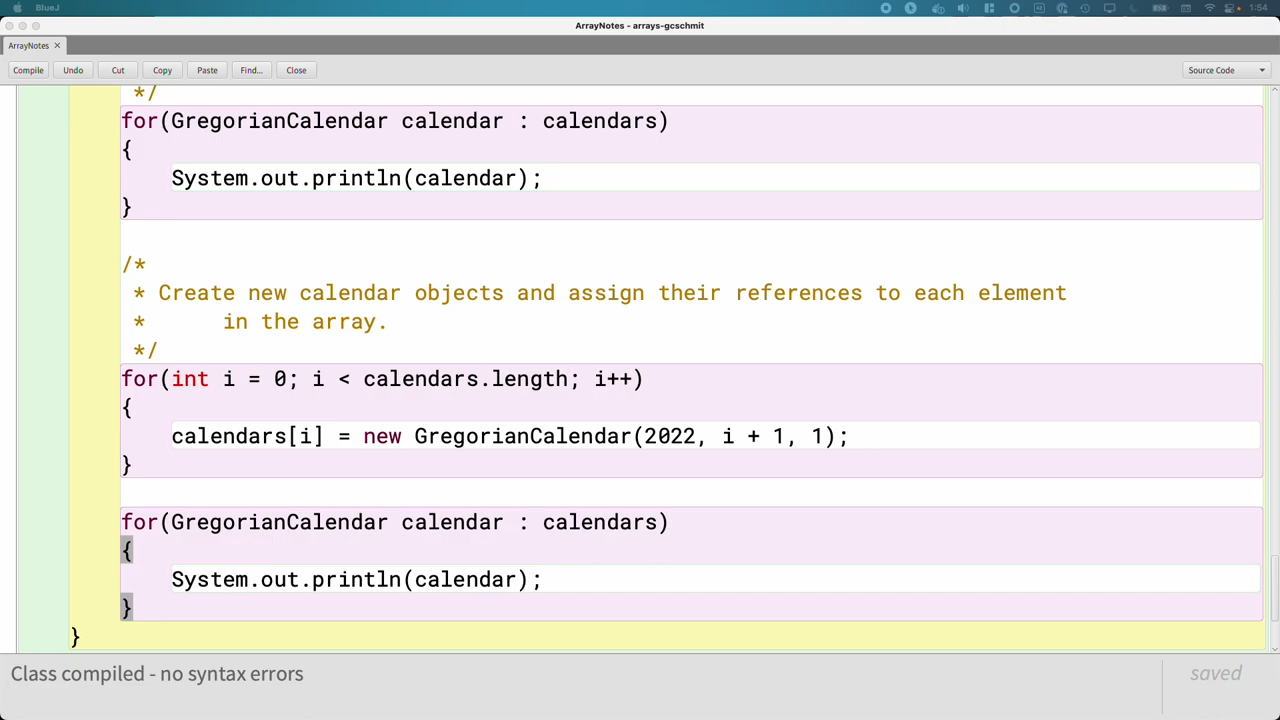 BlueJ
1:54
ArrayNotes - arrays-gcschmit
ArrayNotes ×
Compile Undo Cut Copy Paste Find... Close Source Code
*/
for(GregorianCalendar calendar : calendars)
{
System.out.println(calendar);
}
/*
* Create new calendar objects and assign their references to each element
* in the array.
*/
for(int i = 0; i < calendars.length; i++)
{
calendars[i] = new GregorianCalendar(2022, i + 1, 1);
}
for(GregorianCalendar calendar : calendars)
{
System.out.println(calendar);
}
}
Class compiled - no syntax errors
saved